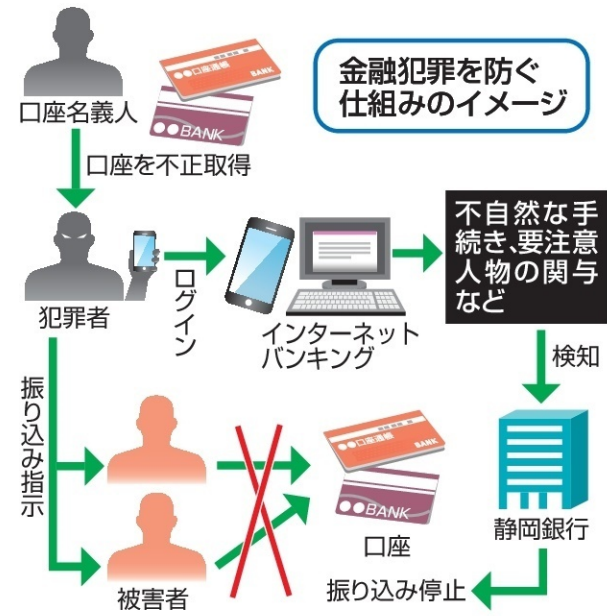 金融犯罪を防ぐ
仕組みのイメージ
●●口座通帳
BANK
●●BANK
口座名義人
口座を不正取得
犯罪者
ログイン
インターネット
バンキング
不自然な手
続き、要注意
人物の関与
など
検知
静岡銀行
振り込み停止
振り込み指示
被害者
●●口座通帳
BANK
●●BANK
口座